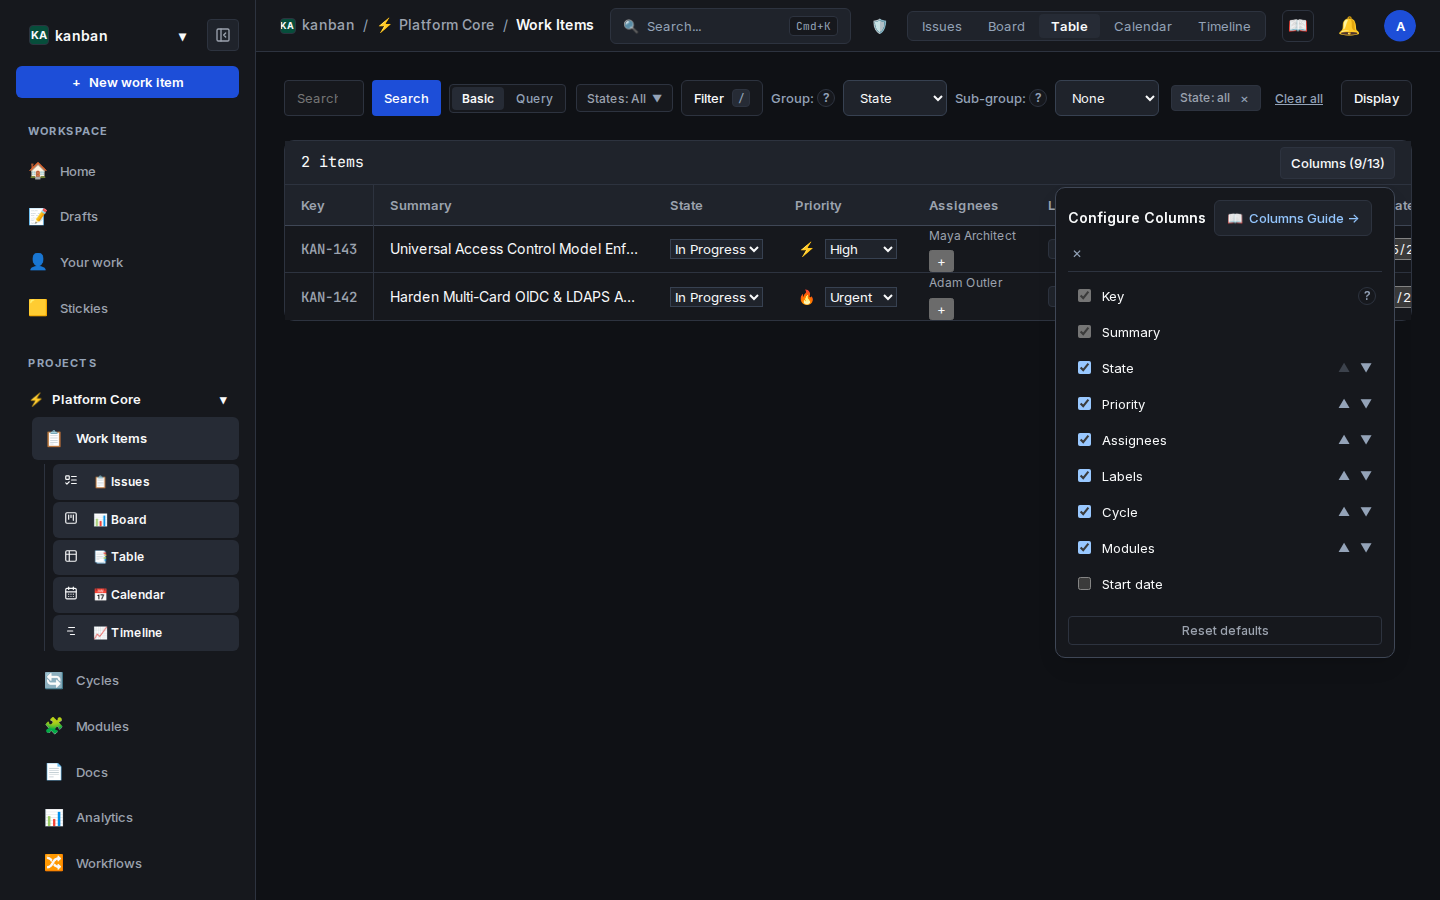 KA kanban ▼
+ New work item
WORKSPACE
Home
Drafts
Your work
Stickies
PROJECTS
Platform Core ▼
Work Items
Issues
Board
Table
Calendar
Timeline
Cycles
Modules
Docs
Analytics
Workflows
KA kanban / ⚡ Platform Core / Work Items
Search...
Cmd+K
Issues Board Table Calendar Timeline
A
Search
Search
Basic Query
States: All ▼
Filter /
Group: ?
State
Sub-group: ?
None
State: all ×
Clear all
Display
2 items
Columns (9/13)
Key Summary State Priority Assignees
KAN-143 Universal Access Control Model Enf... In Progress High Maya Architect +
KAN-142 Harden Multi-Card OIDC & LDAPS A... In Progress Urgent Adam Outler +
Configure Columns
Columns Guide →
×
Key ?
Summary
State ▲ ▼
Priority ▲ ▼
Assignees ▲ ▼
Labels ▲ ▼
Cycle ▲ ▼
Modules ▲ ▼
Start date
Reset defaults